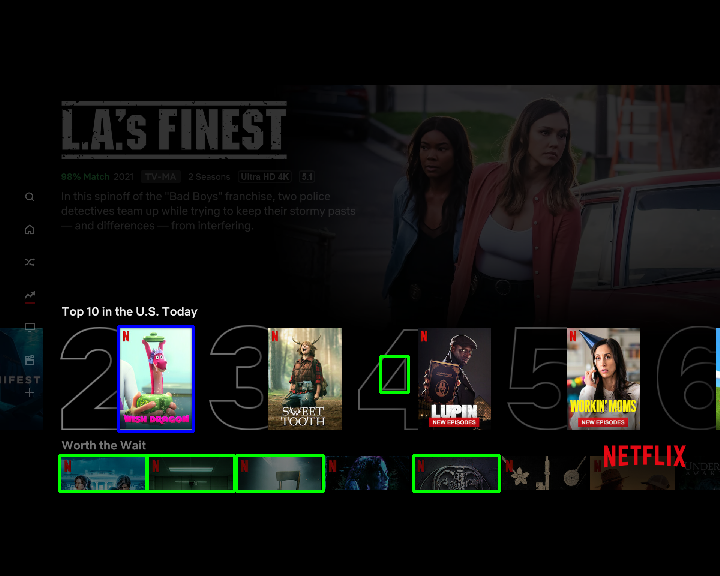 L.A.'s FINEST
98% Match 2021 TV-MA 2 Seasons Ultra HD 4K 5.1
In this spinoff of the "Bad Boys" franchise, two police
detectives team up while trying to keep their stormy pasts
— and differences — from interfering.
Top 10 in the U.S. Today
2 3 4 5 6
N N N N
IFEST
WISH DRAGON
SWEET
TOOTH
LUPIN
NEW EPISODES
WORKIN' MOMS
NEW EPISODES
Worth the Wait
NETFLIX
N N N N N N N
UNDER